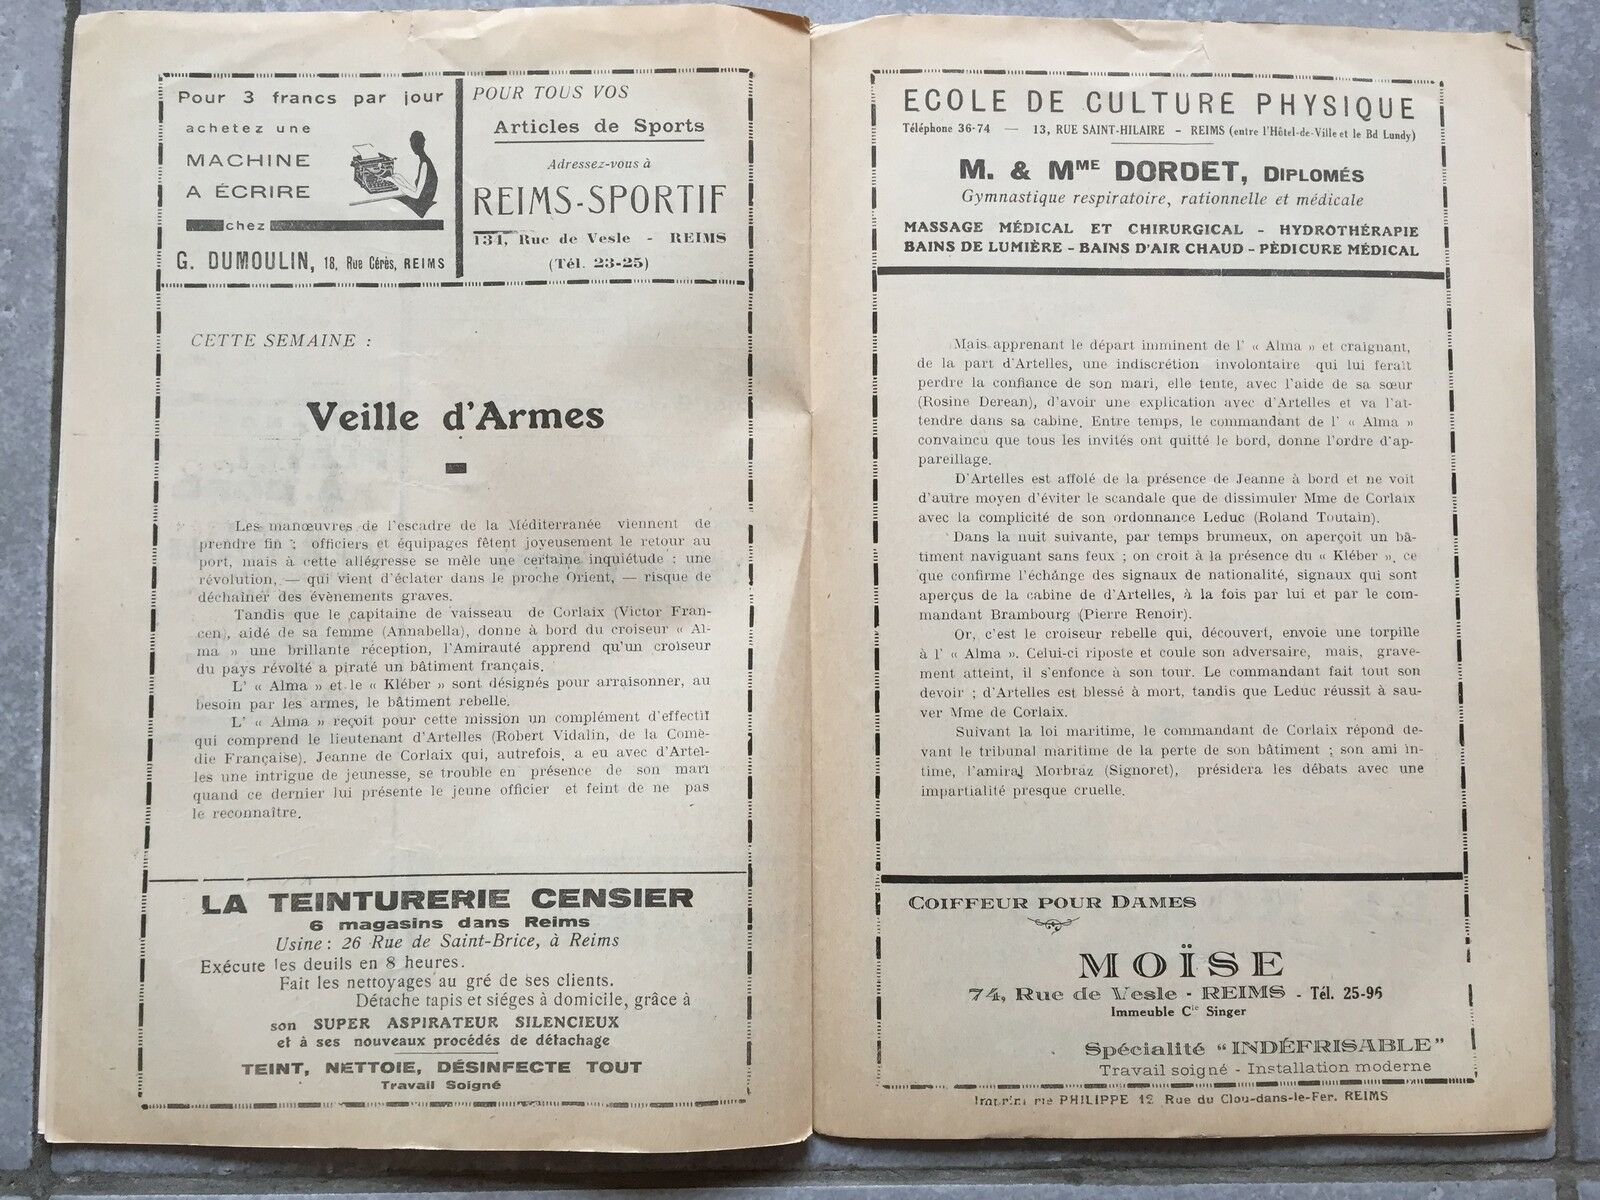 Pour 3 francs par jour
achetez une
MACHINE
A ÉCRIRE
chez
G. DUMOULIN, 18, Rue Cérès, REIMS
POUR TOUS VOS
Articles de Sports
Adressez-vous à
REIMS-SPORTIF
134, Rue de Vesle - REIMS
(Tél. 23-25)
CETTE SEMAINE :
Veille d'Armes
Les manœuvres de l'escadre de la Méditerranée viennent de
prendre fin ; officiers et équipages fêtent joyeusement le retour au
port, mais à cette allégresse se mêle une certaine inquiétude : une
révolution, — qui vient d'éclater dans le proche Orient, — risque de
déchaîner des évènements graves.
Tandis que le capitaine de vaisseau de Corlaix (Victor Fran-
cen), aidé de sa femme (Annabella), donne à bord du croiseur « Al-
ma » une brillante réception, l'Amirauté apprend qu'un croiseur
du pays révolté a piraté un bâtiment français.
L' « Alma » et le « Kléber » sont désignés pour arraisonner, au
besoin par les armes, le bâtiment rebelle.
L' « Alma » reçoit pour cette mission un complément d'effectif
qui comprend le lieutenant d'Artelles (Robert Vidalin, de la Comé-
die Française). Jeanne de Corlaix qui, autrefois, a eu avec d'Artel-
les une intrigue de jeunesse, se trouble en présence de son mari
quand ce dernier lui présente le jeune officier et feint de ne pas
le reconnaître.
LA TEINTURERIE CENSIER
6 magasins dans Reims
Usine : 26 Rue de Saint-Brice, à Reims
Exécute les deuils en 8 heures.
Fait les nettoyages au gré de ses clients.
Détache tapis et siéges à domicile, grâce à
son SUPER ASPIRATEUR SILENCIEUX
et à ses nouveaux procédés de détachage
TEINT, NETTOIE, DÉSINFECTE TOUT
Travail Soigné
ECOLE DE CULTURE PHYSIQUE
Téléphone 36-74 — 13, RUE SAINT-HILAIRE - REIMS (entre l'Hôtel-de-Ville et le Bd Lundy)
M. & MME DORDET, DIPLOMÉS
Gymnastique respiratoire, rationnelle et médicale
MASSAGE MÉDICAL ET CHIRURGICAL - HYDROTHÉRAPIE
BAINS DE LUMIÈRE - BAINS D'AIR CHAUD - PÈDICURE MÉDICAL
Mais apprenant le départ imminent de l' « Alma » et craignant,
de la part d'Artelles, une indiscrétion involontaire qui lui ferait
perdre la confiance de son mari, elle tente, avec l'aide de sa sœur
(Rosine Derean), d'avoir une explication avec d'Artelles et va l'at-
tendre dans sa cabine. Entre temps, le commandant de l' « Alma »
convaincu que tous les invités ont quitté le bord, donne l'ordre d'ap-
pareillage.
D'Artelles est affolé de la présence de Jeanne à bord et ne voit
d'autre moyen d'éviter le scandale que de dissimuler Mme de Corlaix
avec la complicité de son ordonnance Leduc (Roland Toutain).
Dans la nuit suivante, par temps brumeux, on aperçoit un bâ-
timent naviguant sans feux ; on croit à la présence du « Kléber », ce
que confirme l'échânge des signaux de nationalité, signaux qui sont
aperçus de la cabine de d'Artelles, à la fois par lui et par le com-
mandant Brambourg (Pierre Renoir).
Or, c'est le croiseur rebelle qui, découvert, envoie une torpille
à l' « Alma ». Celui-ci riposte et coule son adversaire, mais, grave-
ment atteint, il s'enfonce à son tour. Le commandant fait tout son
devoir ; d'Artelles est blessé à mort, tandis que Leduc réussit à sau-
ver Mme de Corlaix.
Suivant la loi maritime, le commandant de Corlaix répond de-
vant le tribunal maritime de la perte de son bâtiment ; son ami in-
time, l'amiral Morbraz (Signoret), présidera les débats avec une
impartialité presque cruelle.
COIFFEUR POUR DAMES
MOÏSE
74, Rue de Vesle - REIMS - Tél. 25-96
Immeuble Cie Singer
Spécialité "INDÉFRISABLE"
Travail soigné - Installation moderne
PHILIPPE 12 Rue du Clou-dans-le-Fer. REIMS